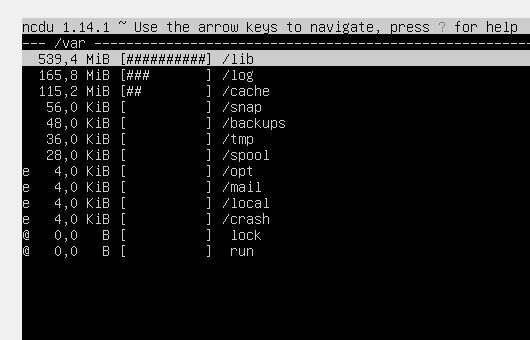 ncdu 1.14.1 ~ Use the arrow keys to navigate, press ? for help
--- /var -----------------------------------------------------
  539,4 MiB [##########] /lib
  165,8 MiB [###       ] /log
  115,2 MiB [##        ] /cache
   56,0 KiB [          ] /snap
   48,0 KiB [          ] /backups
   36,0 KiB [          ] /tmp
   28,0 KiB [          ] /spool
e   4,0 KiB [          ] /opt
e   4,0 KiB [          ] /mail
e   4,0 KiB [          ] /local
e   4,0 KiB [          ] /crash
@   0,0   B [          ]  lock
@   0,0   B [          ]  run